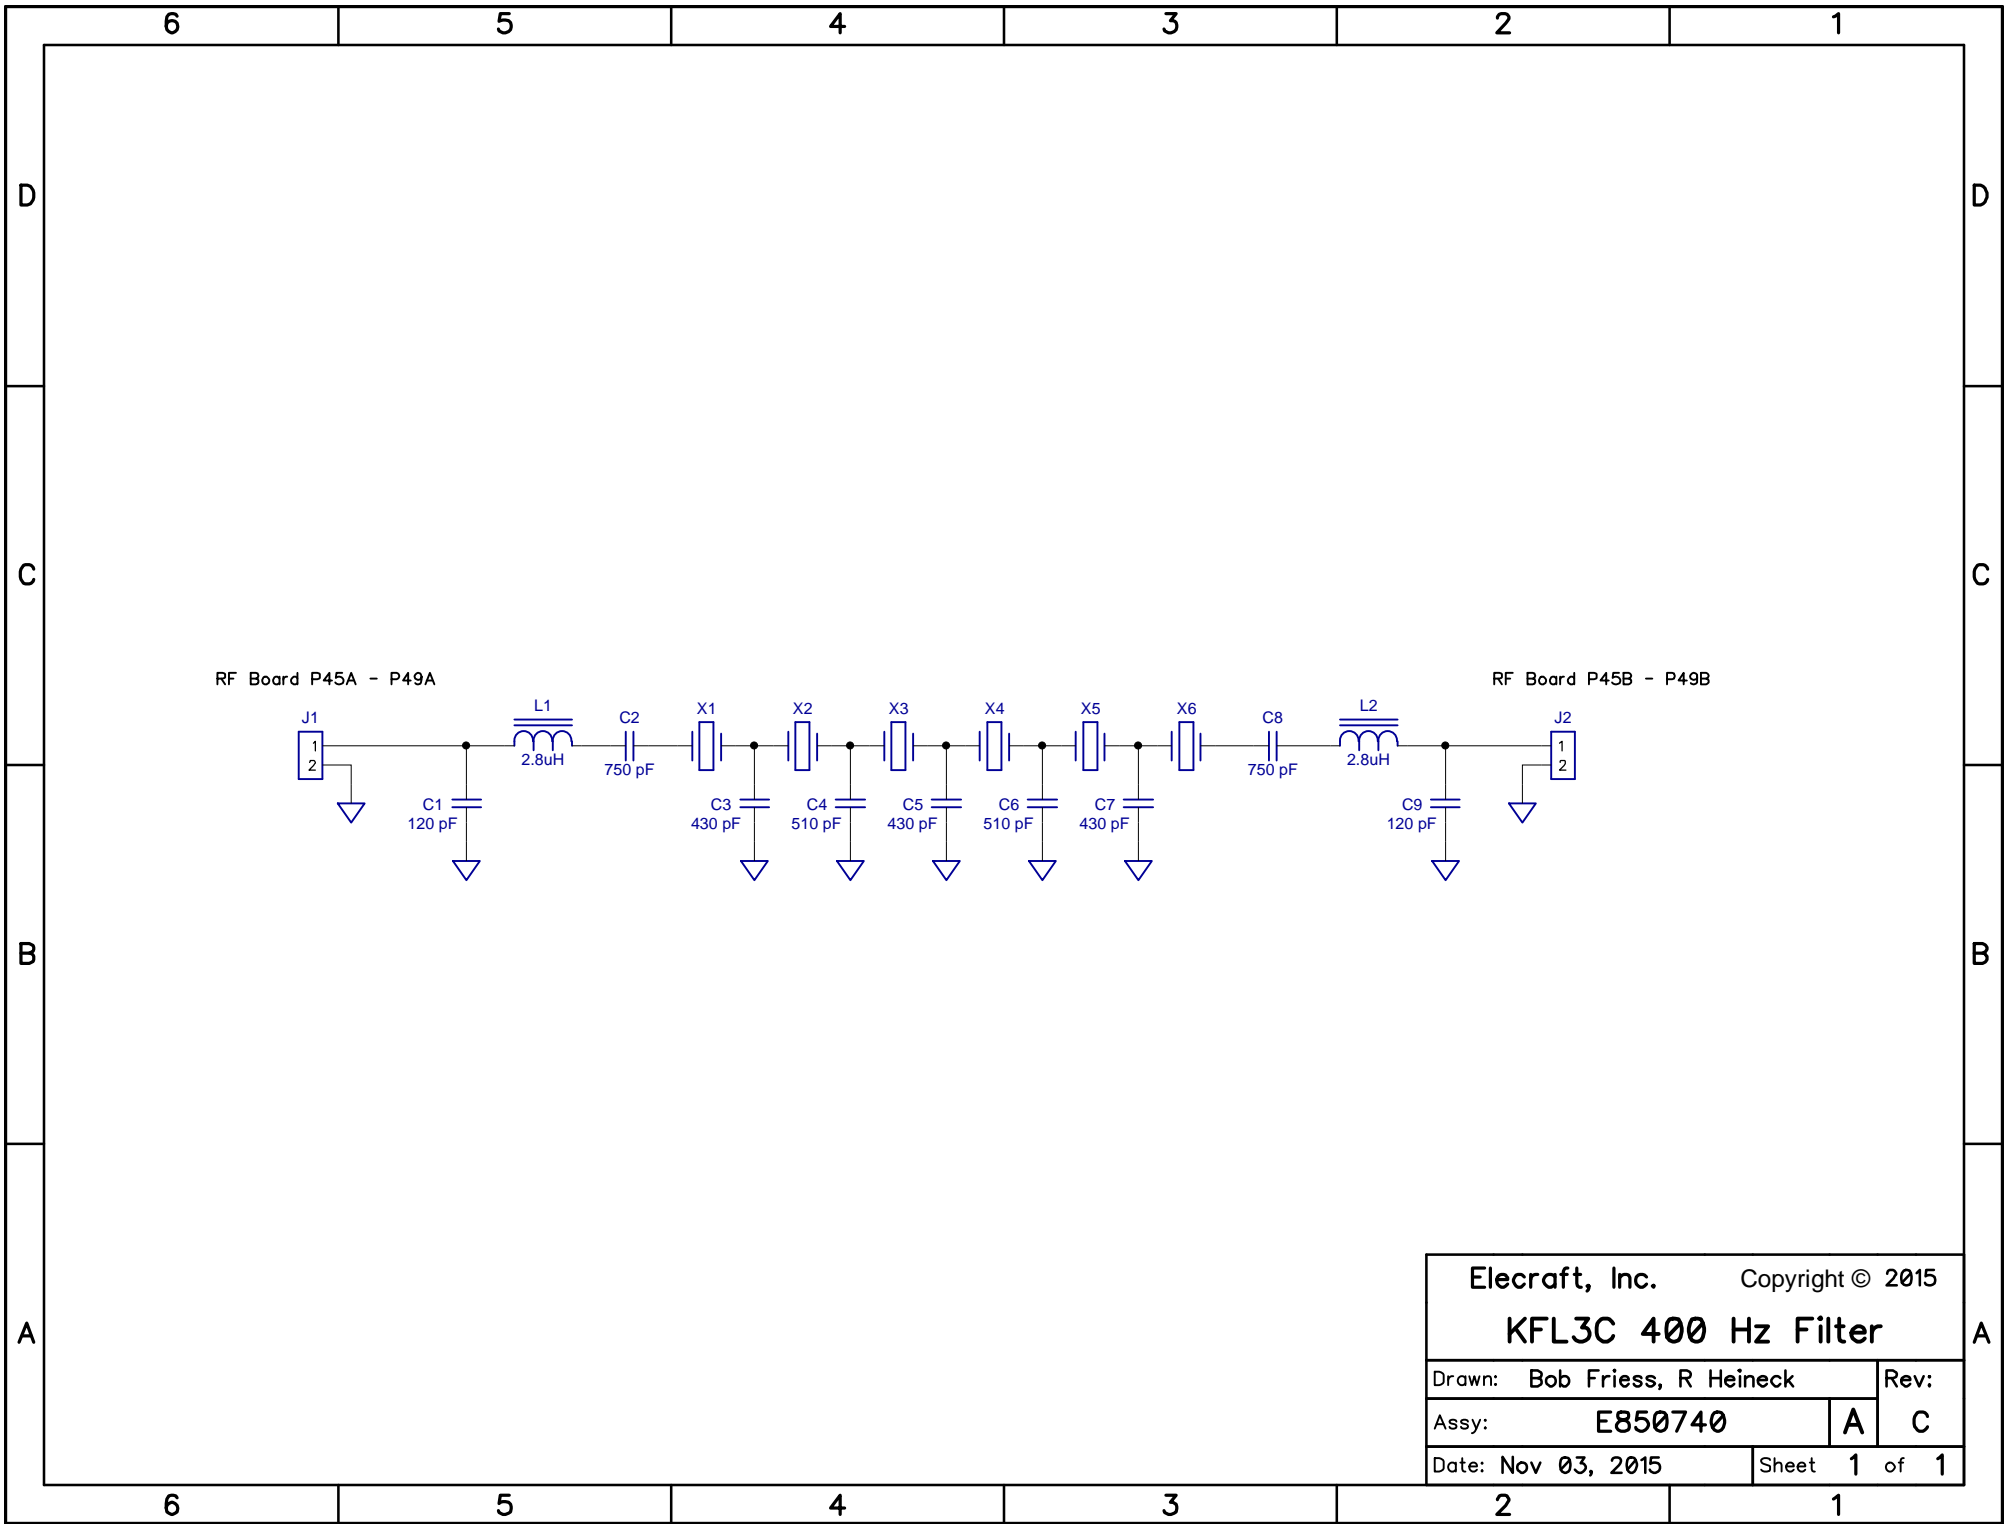 6 5 4 3 2 1
D D
C C
RF Board P45A - P49A RF Board P45B - P49B
J1 L1 C2 X1 X2 X3 X4 X5 X6 C8 L2 J2
1 2.8uH 2.8uH 1
2 750 pF 750 pF 2
C1 C3 C4 C5 C6 C7 C9
120 pF 430 pF 510 pF 430 pF 510 pF 430 pF 120 pF
B B
Elecraft, Inc. Copyright © 2015
KFL3C 400 Hz Filter
A A
Drawn: Bob Friess, R Heineck Rev:
Assy: E850740 A C
Date: Nov 03, 2015 Sheet 1 of 1
6 5 4 3 2 1